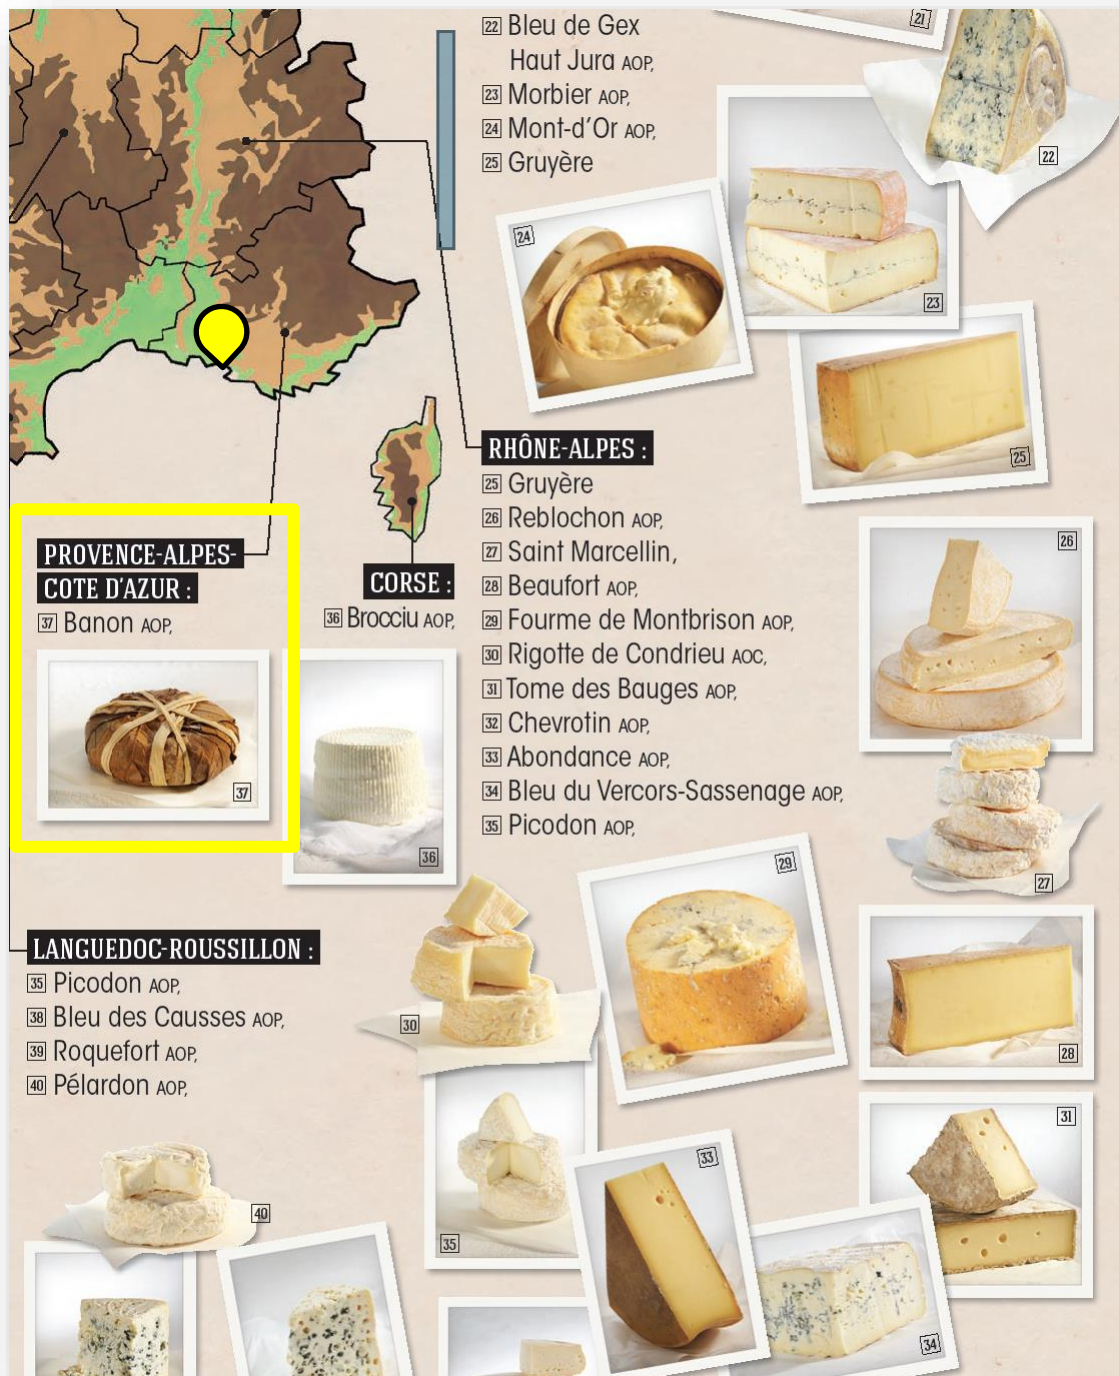 21
22 Bleu de Gex
Haut Jura AOP,
23 Morbier AOP,
24 Mont-d'Or AOP,
25 Gruyère
22
24
23
25
RHÔNE-ALPES :
25 Gruyère
26 Reblochon AOP,
27 Saint Marcellin,
28 Beaufort AOP,
29 Fourme de Montbrison AOP,
30 Rigotte de Condrieu AOC,
31 Tome des Bauges AOP,
32 Chevrotin AOP,
33 Abondance AOP,
34 Bleu du Vercors-Sassenage AOP,
35 Picodon AOP,
PROVENCE-ALPES-
COTE D'AZUR :
37 Banon AOP,
37
CORSE :
36 Brocciu AOP,
36
26
27
29
28
LANGUEDOC-ROUSSILLON :
35 Picodon AOP,
38 Bleu des Causses AOP,
39 Roquefort AOP,
40 Pélardon AOP,
30
31
33
40
35
34